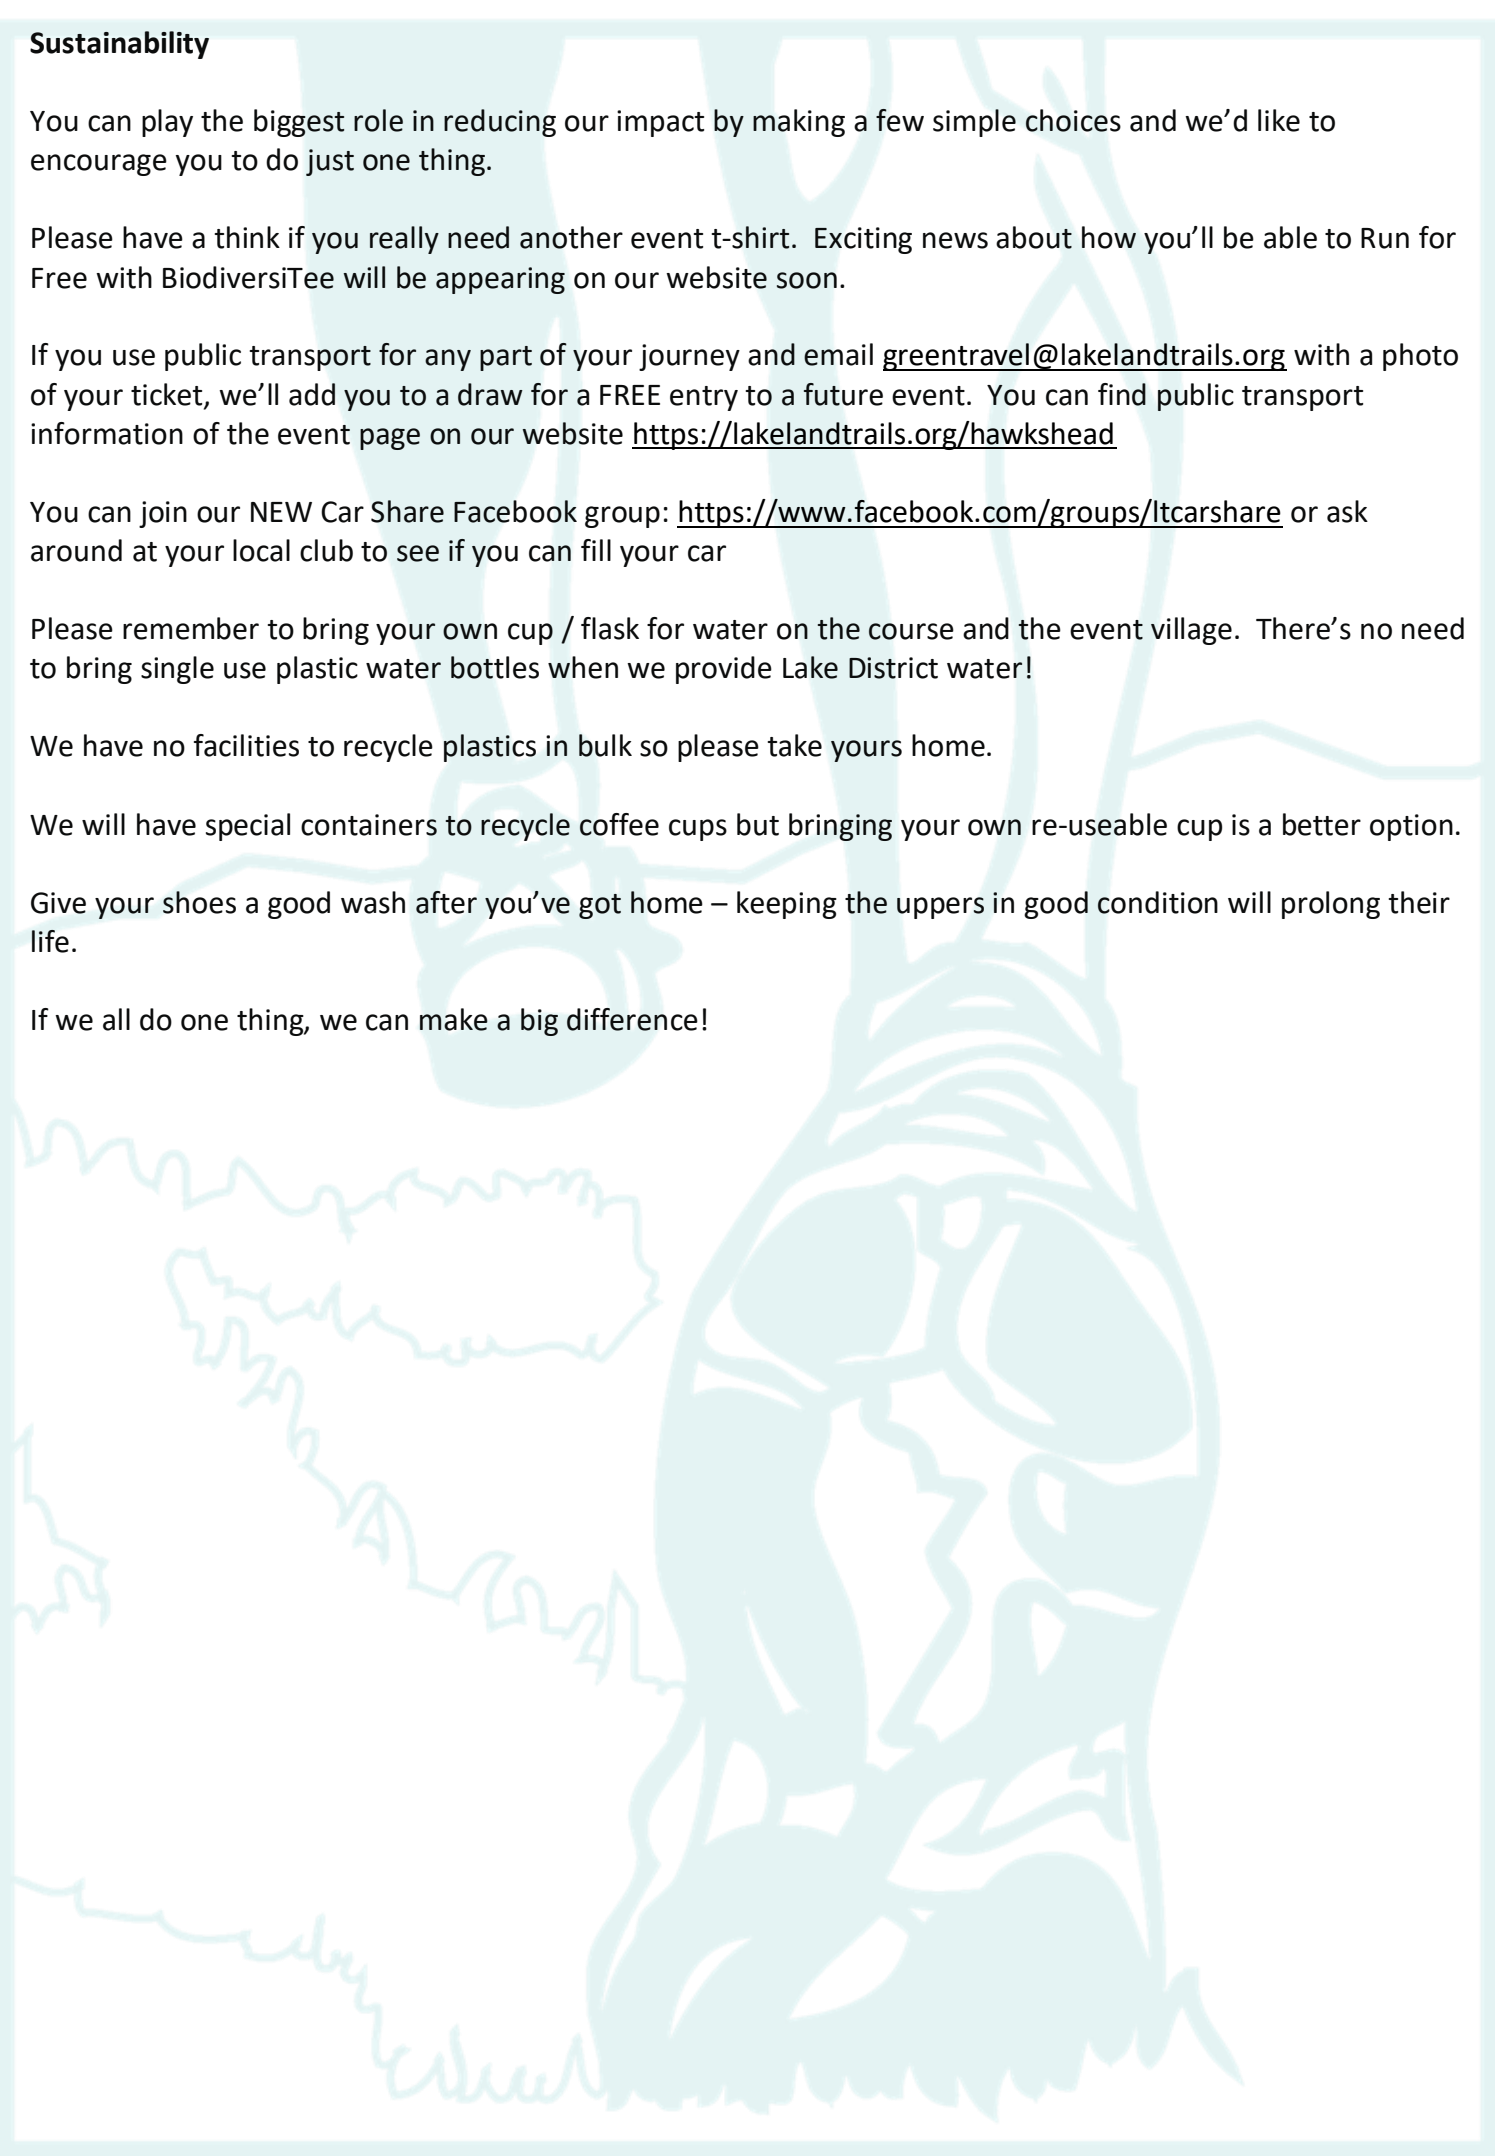 Sustainability
You can play the biggest role in reducing our impact by making a few simple choices and we’d like to
encourage you to do just one thing.
Please have a think if you really need another event t-shirt.  Exciting news about how you’ll be able to Run for
Free with BiodiversiTee will be appearing on our website soon.
If you use public transport for any part of your journey and email greentravel@lakelandtrails.org with a photo
of your ticket, we’ll add you to a draw for a FREE entry to a future event.  You can find public transport
information of the event page on our website https://lakelandtrails.org/hawkshead
You can join our NEW Car Share Facebook group: https://www.facebook.com/groups/ltcarshare or ask
around at your local club to see if you can fill your car
Please remember to bring your own cup / flask for water on the course and the event village.  There’s no need
to bring single use plastic water bottles when we provide Lake District water!
We have no facilities to recycle plastics in bulk so please take yours home.
We will have special containers to recycle coffee cups but bringing your own re-useable cup is a better option.
Give your shoes a good wash after you’ve got home – keeping the uppers in good condition will prolong their
life.
If we all do one thing, we can make a big difference!